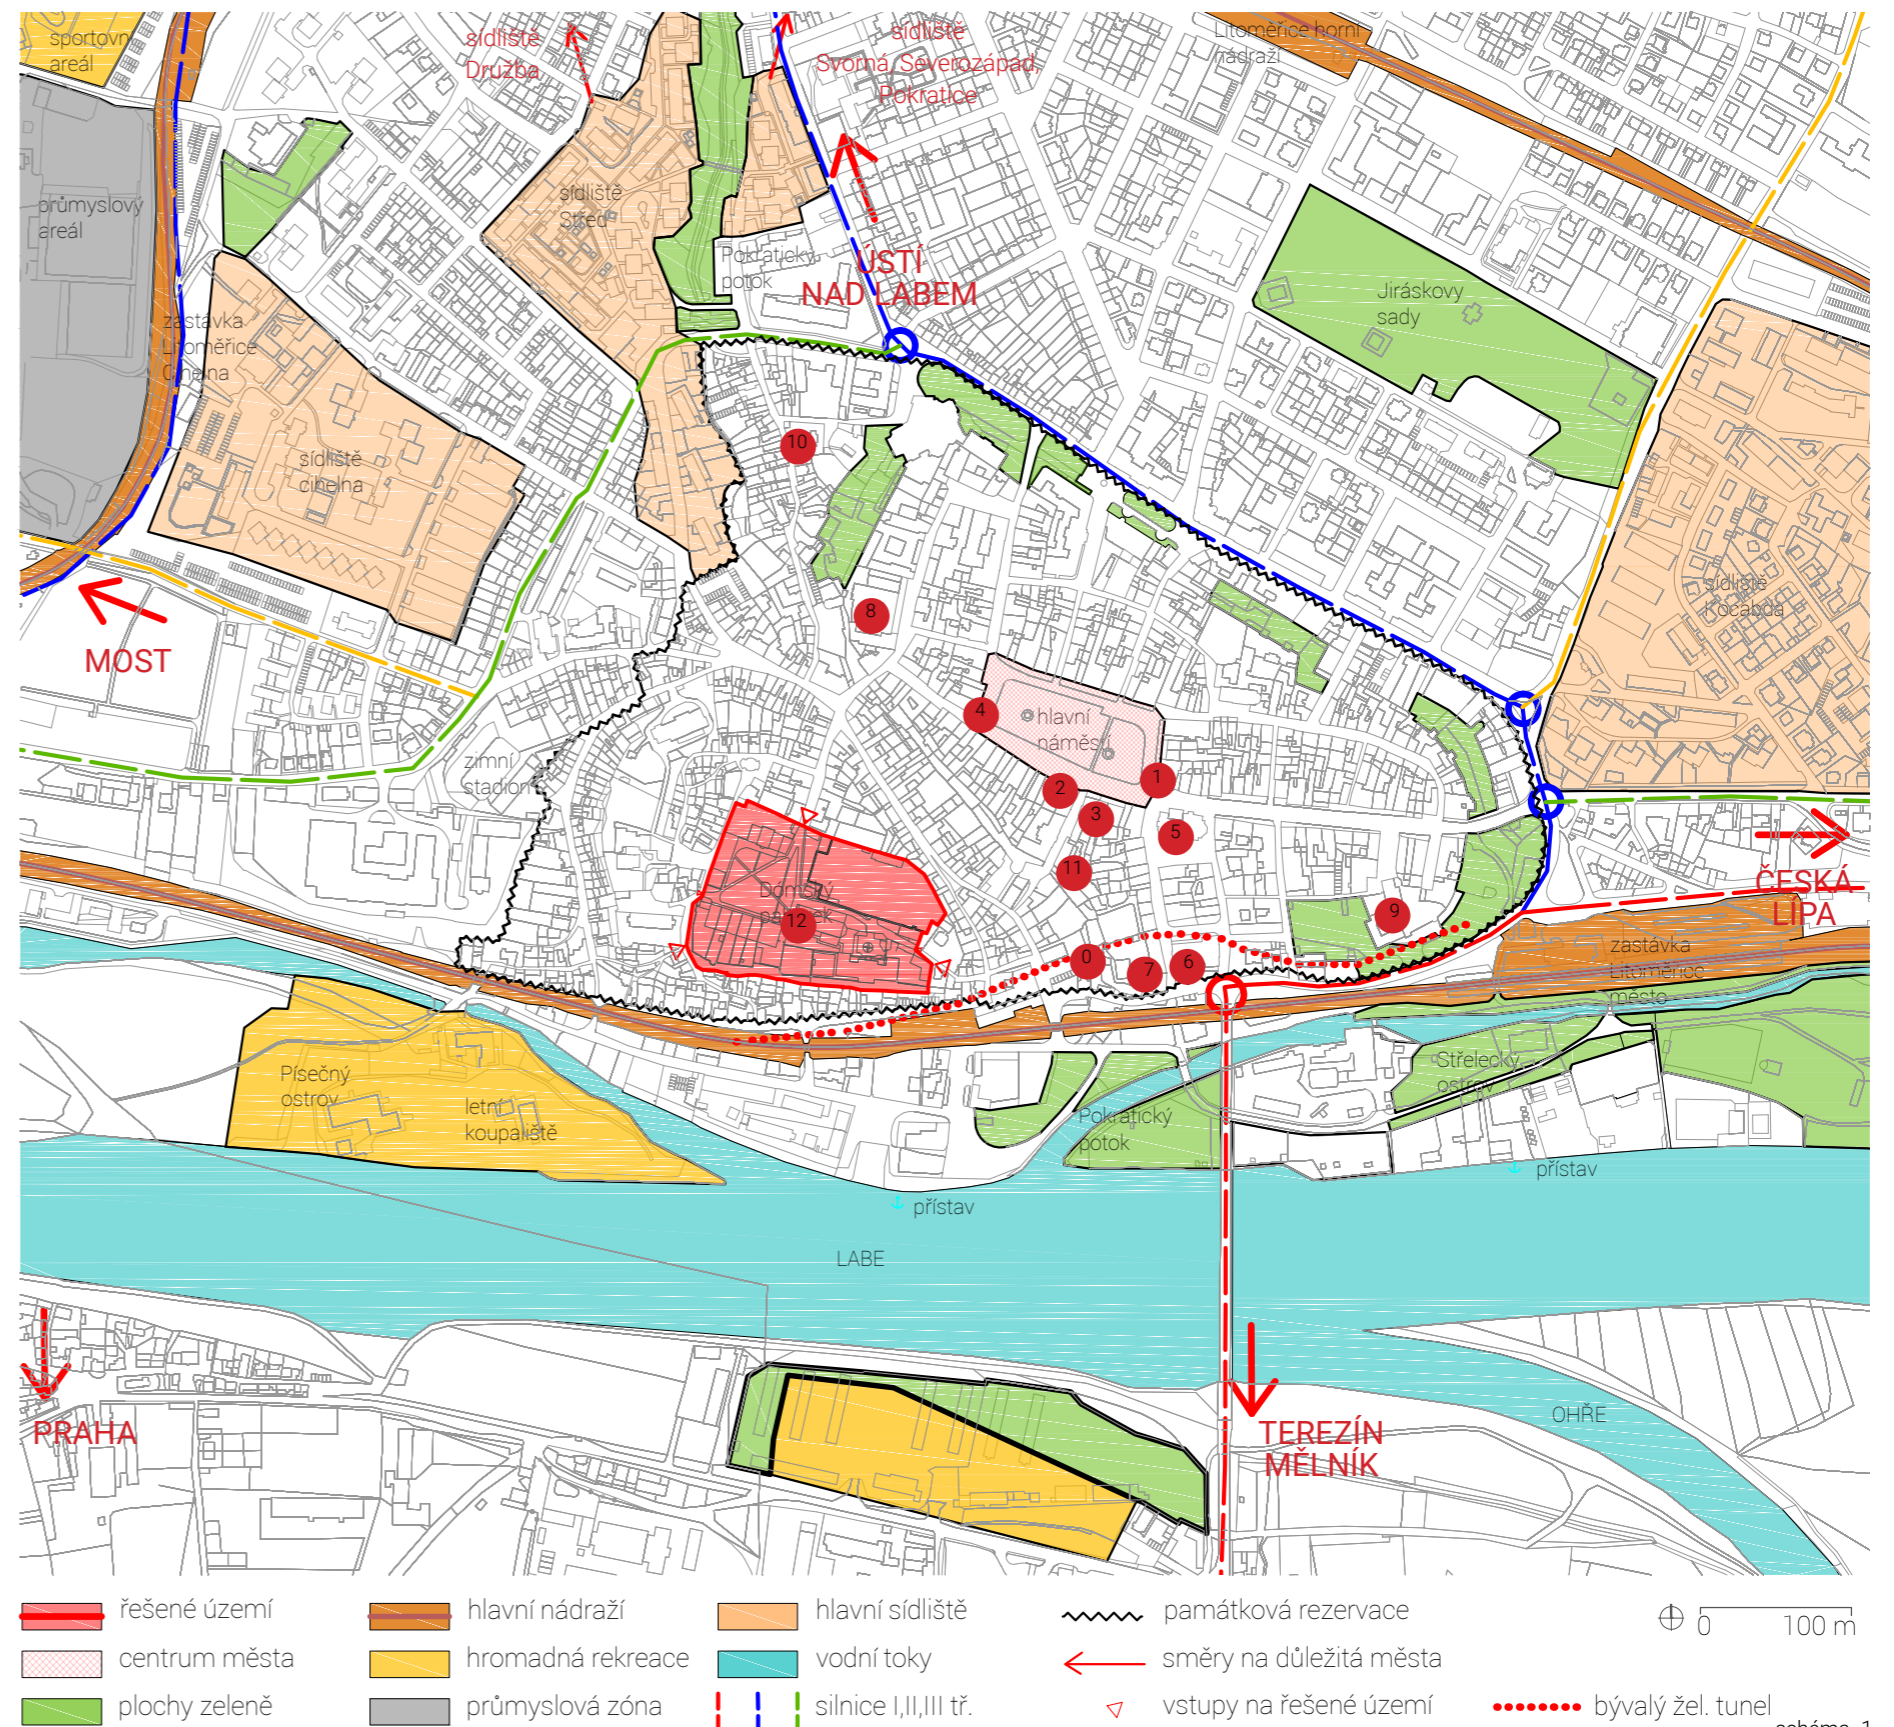 sportovn
areál
sídliště
Družba
sídliště
Svorná, Severozápad,
Pokratice
Litoměřice horní
nádraží
průmyslový
areál
sídliště
Střed
Pokratický
potok
ÚSTÍ
NAD LABEM
Jiráskovy
sady
zastávka
Litoměřice
Cihelna
sídliště
cihelna
10
sídliště
Kocanda
8
MOST
4
hlavní
náměstí
zimní
stadion
1
2
3
5
11
Dómský
pahorek
12
9
ČESKÁ
LÍPA
0
7
6
zastávka
Litoměřice
město
Písečný
ostrov
letní
koupaliště
Střelecký
ostrov
Pokratický
potok
přístav
přístav
LABE
PRAHA
TEREZÍN
MĚLNÍK
OHŘE
řešené území
hlavní nádraží
hlavní sídliště
památková rezervace
0 100 m
centrum města
hromadná rekreace
vodní toky
směry na důležitá města
plochy zeleně
průmyslová zóna
silnice I,II,III tř.
vstupy na řešené území
bývalý žel. tunel